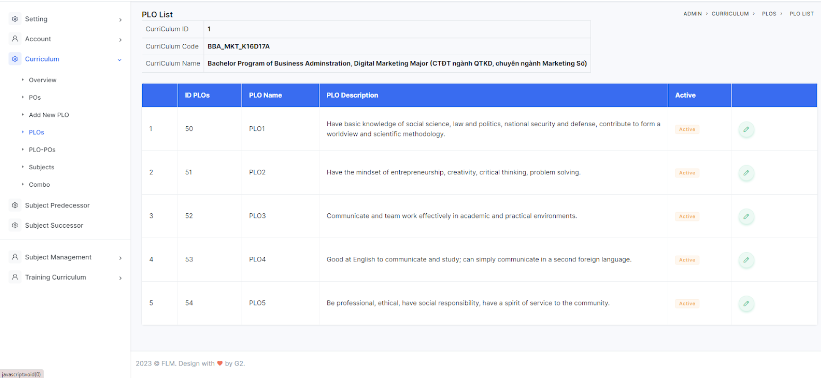 PLO List
ADMIN > CURRICULUM > PLOS > PLO LIST
Setting
Account
Curriculum
Overview
POs
Add New PLO
PLOs
PLO-POs
Subjects
Combo
Subject Predecessor
Subject Successor
Subject Management
Training Curriculum
CurriCulum ID 1
CurriCulum Code BBA_MKT_K16D17A
CurriCulum Name Bachelor Program of Business Adminstration, Digital Marketing Major (CTĐT ngành QTKD, chuyên ngành Marketing Số)
ID PLOs PLO Name PLO Description Active
1 50 PLO1 Have basic knowledge of social science, law and politics, national security and defense, contribute to form a
worldview and scientific methodology. Active
2 51 PLO2 Have the mindset of entrepreneurship, creativity, critical thinking, problem solving. Active
3 52 PLO3 Communicate and team work effectively in academic and practical environments. Active
4 53 PLO4 Good at English to communicate and study; can simply communicate in a second foreign language. Active
5 54 PLO5 Be professional, ethical, have social responsibility, have a spirit of service to the community. Active
2023 © FLM. Design with ❤ by G2.
javascript:void(0)